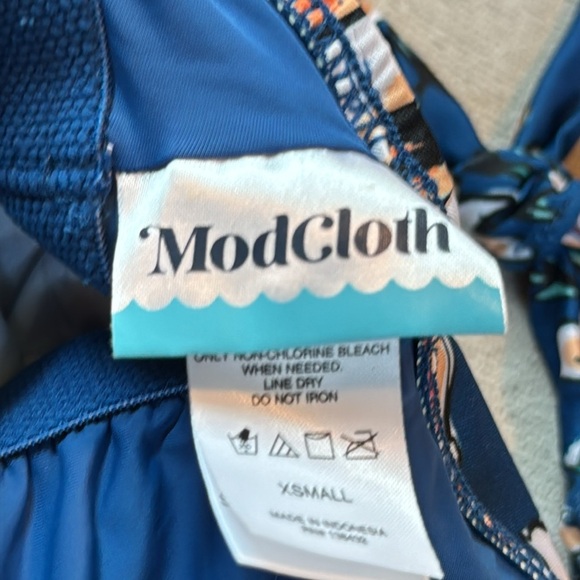 ModCloth
ONLY NON-CHLORINE BLEACH
WHEN NEEDED.
LINE DRY
DO NOT IRON
XSMALL
MADE IN INDONESIA